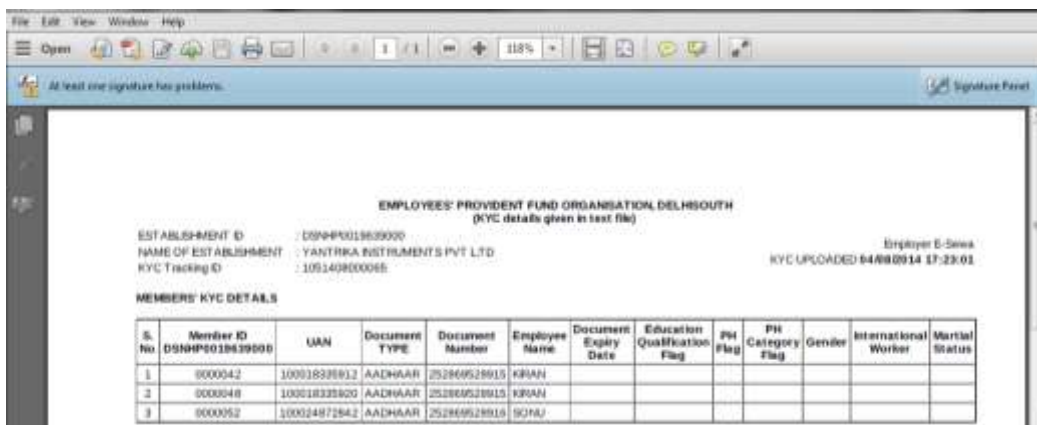 File Edit View Window Help
Open 1 / 1 118%
At least one signature has problems. Signature Panel
EMPLOYEES' PROVIDENT FUND ORGANISATION, DELHISOUTH
(KYC details given in text file)
ESTABLISHMENT ID : DSNHP0019639000
NAME OF ESTABLISHMENT : YANTRIKA INSTRUMENTS PVT LTD Employer E-Sewa
KYC Tracking ID : 1051408000065 KYC UPLOADED 04/08/2014 17:23:01
MEMBERS' KYC DETAILS
S. No Member ID DSNHP0019639000 UAN Document TYPE Document Number Employee Name Document Expiry Date Education Qualification Flag PH Flag PH Category Flag Gender International Worker Martial Status
1 0000042 100018335912 AADHAAR 252869528915 KIRAN
2 0000048 100018335920 AADHAAR 252869528915 KIRAN
3 0000052 100024872842 AADHAAR 252869528916 SONU